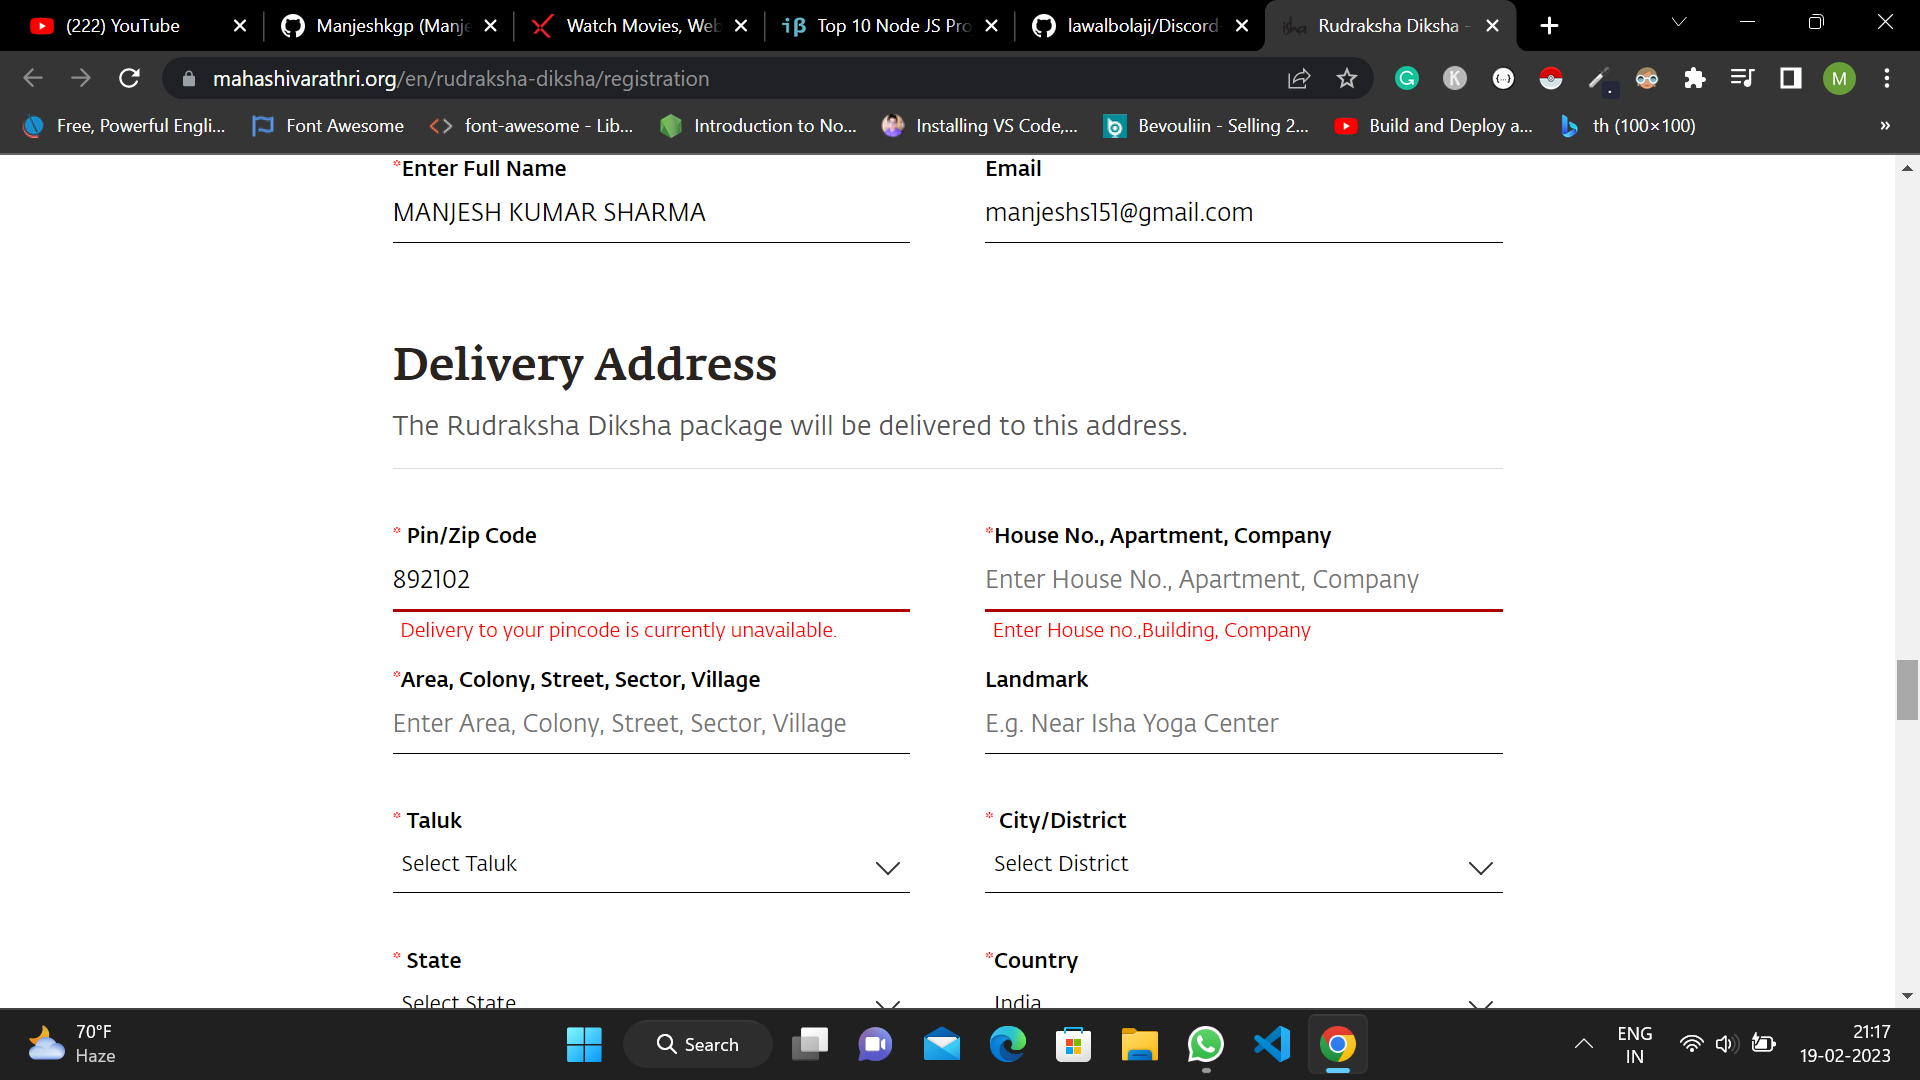 (222) YouTube
Manjeshkgp (Manje
Watch Movies, Web
Top 10 Node JS Pro
lawalbolaji/Discord-
Rudraksha Diksha -
mahashivarathri.org/en/rudraksha-diksha/registration
M
Free, Powerful Engli...
Font Awesome
font-awesome - Lib...
Introduction to No...
Installing VS Code,...
Bevouliin - Selling 2...
Build and Deploy a...
th (100×100)
»
*Enter Full Name
MANJESH KUMAR SHARMA
Email
manjeshs151@gmail.com
Delivery Address
The Rudraksha Diksha package will be delivered to this address.
* Pin/Zip Code
892102
Delivery to your pincode is currently unavailable.
*House No., Apartment, Company
Enter House No., Apartment, Company
Enter House no.,Building, Company
*Area, Colony, Street, Sector, Village
Enter Area, Colony, Street, Sector, Village
Landmark
E.g. Near Isha Yoga Center
* Taluk
Select Taluk
* City/District
Select District
* State
Select State
*Country
India
70°F
Haze
Search
ENG
IN
21:17
19-02-2023